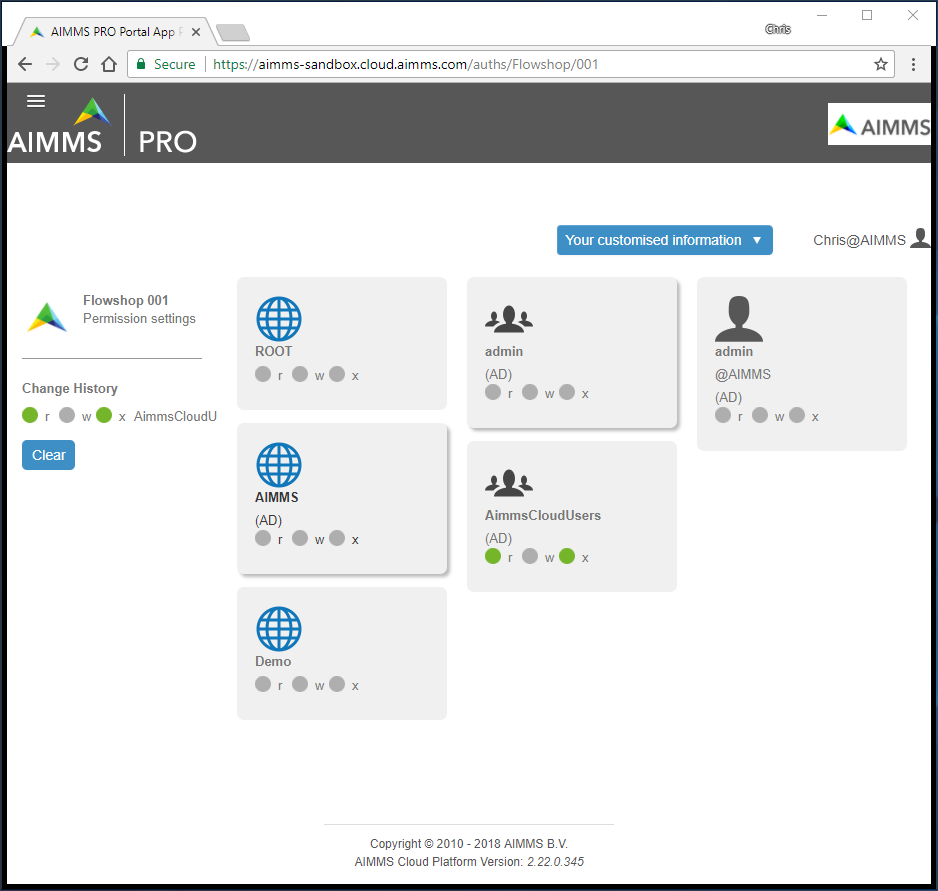 AIMMS PRO Portal App
Chris
Secure
https://aimms-sandbox.cloud.aimms.com/auths/Flowshop/001
AIMMS
PRO
AIMMS
Your customised information
Chris@AIMMS
Flowshop 001
Permission settings
Change History
r w x AimmsCloudU
Clear
ROOT
r w x
AIMMS
(AD)
r w x
Demo
r w x
admin
(AD)
r w x
AimmsCloudUsers
(AD)
r w x
admin
@AIMMS
(AD)
r w x
Copyright © 2010 - 2018 AIMMS B.V.
AIMMS Cloud Platform Version: 2.22.0.345